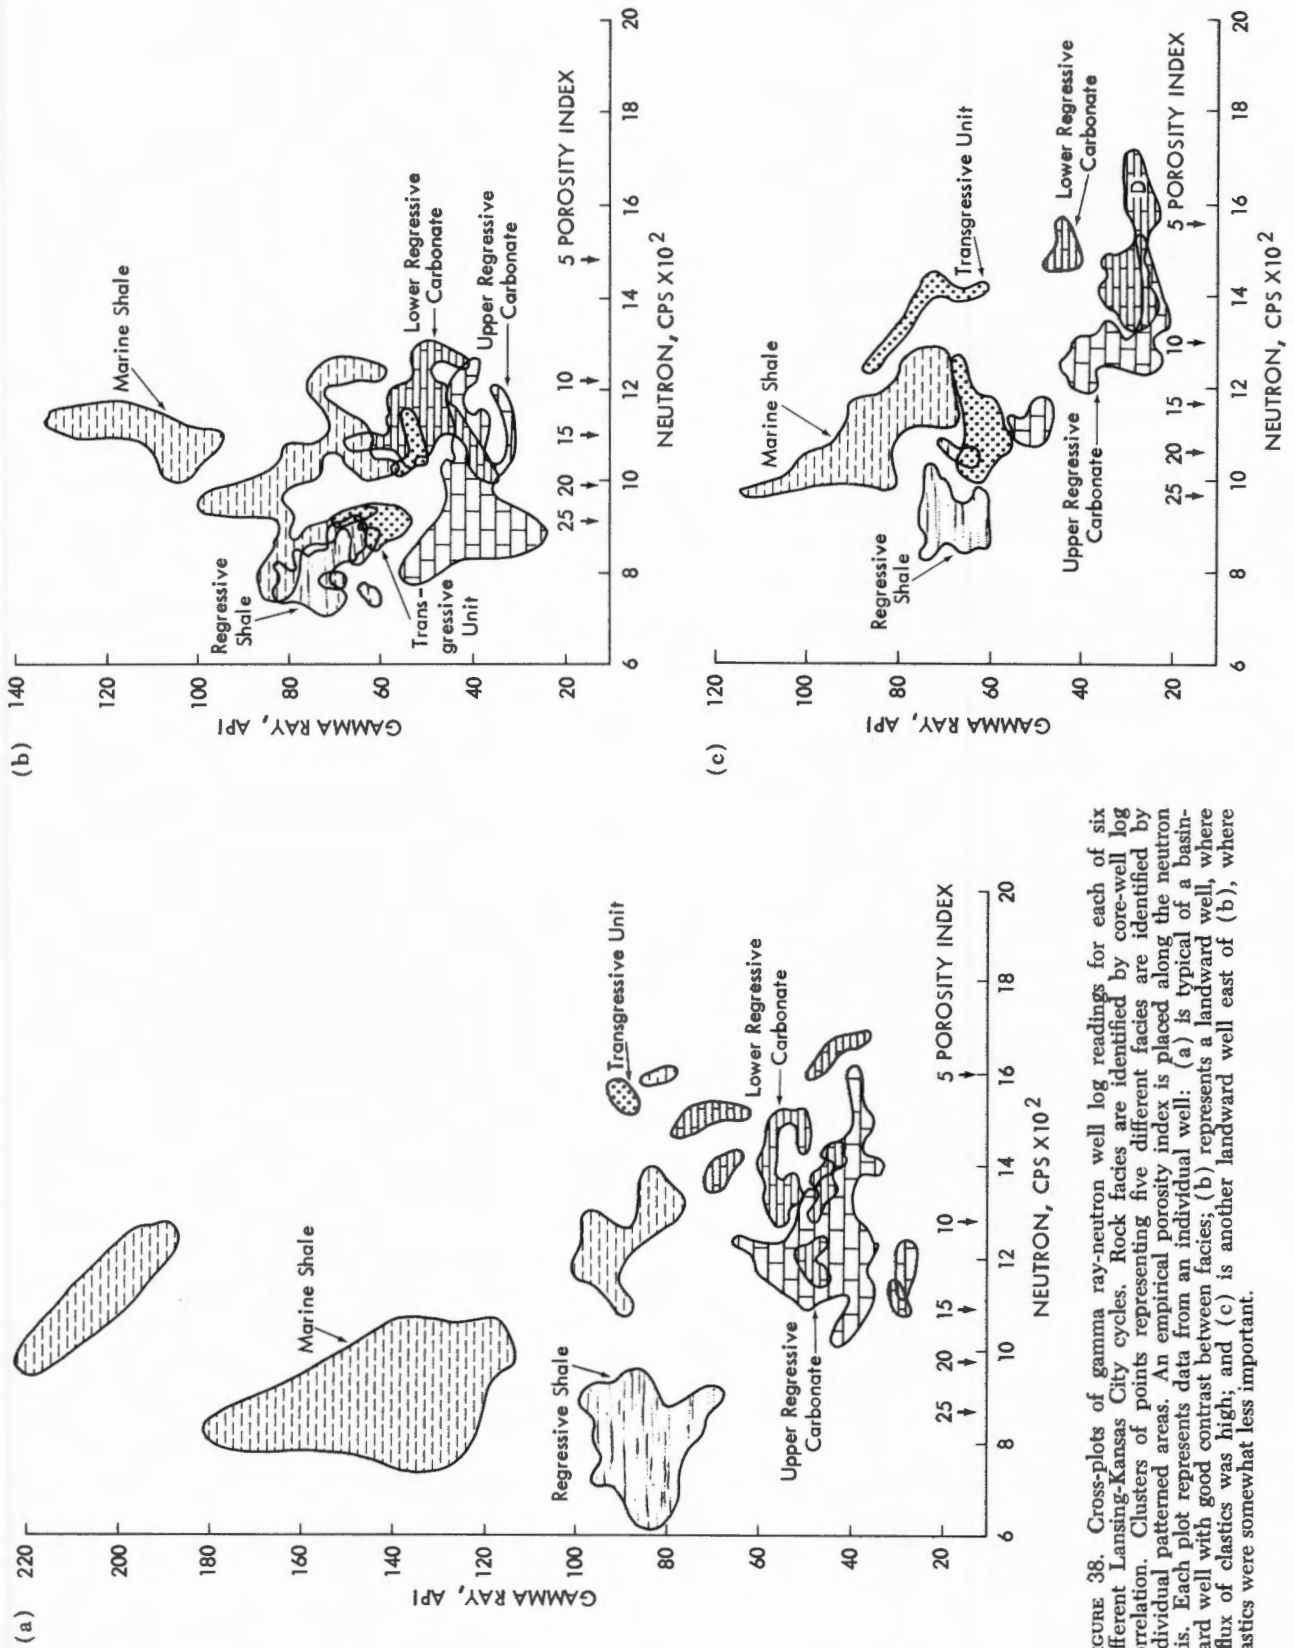 (a)
220
200
180
160
140
120
100
80
60
40
20
GAMMA RAY, API
Marine Shale
Regressive Shale
Transgressive Unit
Lower Regressive
Carbonate
Upper Regressive
Carbonate
25
20
15
10
5 POROSITY INDEX
6
8
10
12
14
16
18
20
NEUTRON, CPS X10²
(b)
140
120
100
80
60
40
20
GAMMA RAY, API
Marine Shale
Regressive
Shale
Trans-
gressive
Unit
Lower Regressive
Carbonate
Upper Regressive
Carbonate
25
20
15
10
5 POROSITY INDEX
6
8
10
12
14
16
18
20
NEUTRON, CPS X10²
(c)
120
100
80
60
40
20
GAMMA RAY, API
Marine Shale
Regressive
Shale
Transgressive Unit
Lower Regressive
Carbonate
Upper Regressive
Carbonate
D
25
20
15
10
5 POROSITY INDEX
6
8
10
12
14
16
18
20
NEUTRON, CPS X10²
38. Cross-plots of gamma ray-neutron well log readings for each of six
Lansing-Kansas City cycles. Rock facies are identified by core-well log
Clusters of points representing five different facies are identified by
patterned areas. An empirical porosity index is placed along the neutron
Each plot represents data from an individual well: (a) is typical of a basin-
well with good contrast between facies; (b) represents a landward well, where
of clastics was high; and (c) is another landward well east of (b), where
were somewhat less important.